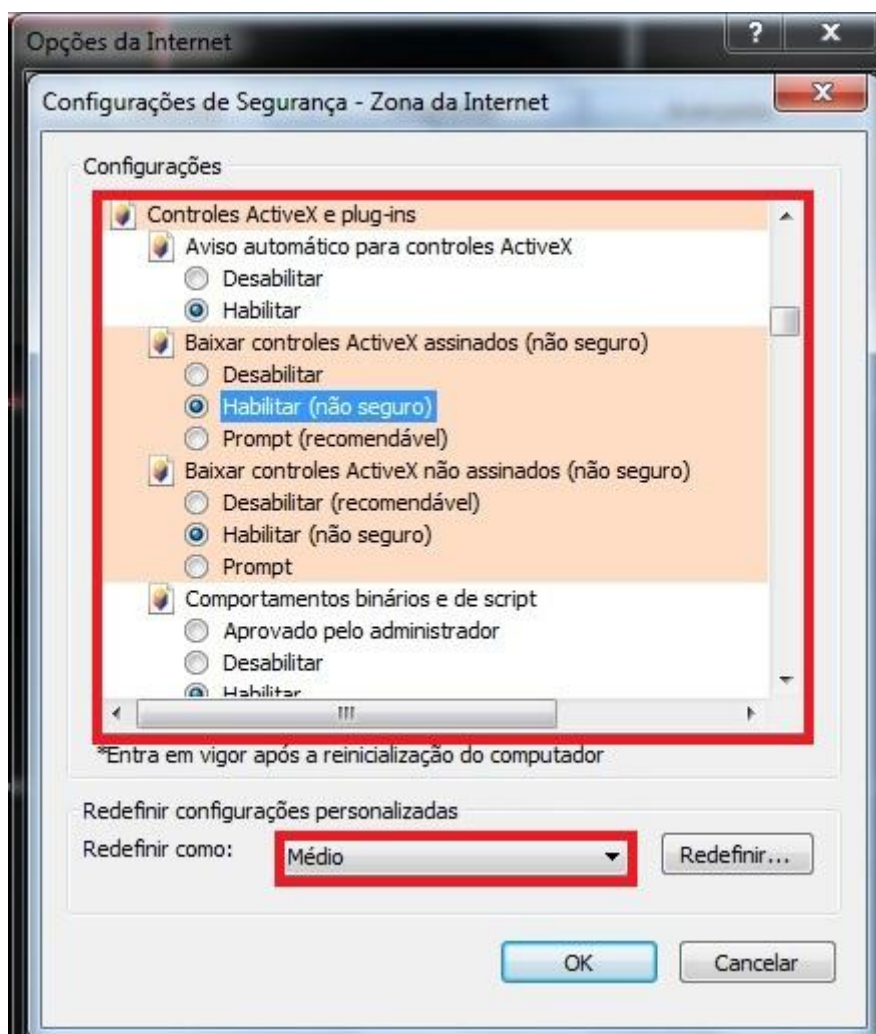 Opções da Internet
Configurações de Segurança - Zona da Internet
Configurações
Controles ActiveX e plug-ins
Aviso automático para controles ActiveX
Desabilitar
Habilitar
Baixar controles ActiveX assinados (não seguro)
Desabilitar
Habilitar (não seguro)
Prompt (recomendável)
Baixar controles ActiveX não assinados (não seguro)
Desabilitar (recomendável)
Habilitar (não seguro)
Prompt
Comportamentos binários e de script
Aprovado pelo administrador
Desabilitar
Habilitar
*Entra em vigor após a reinicialização do computador
Redefinir configurações personalizadas
Redefinir como: Médio Redefinir...
OK Cancelar